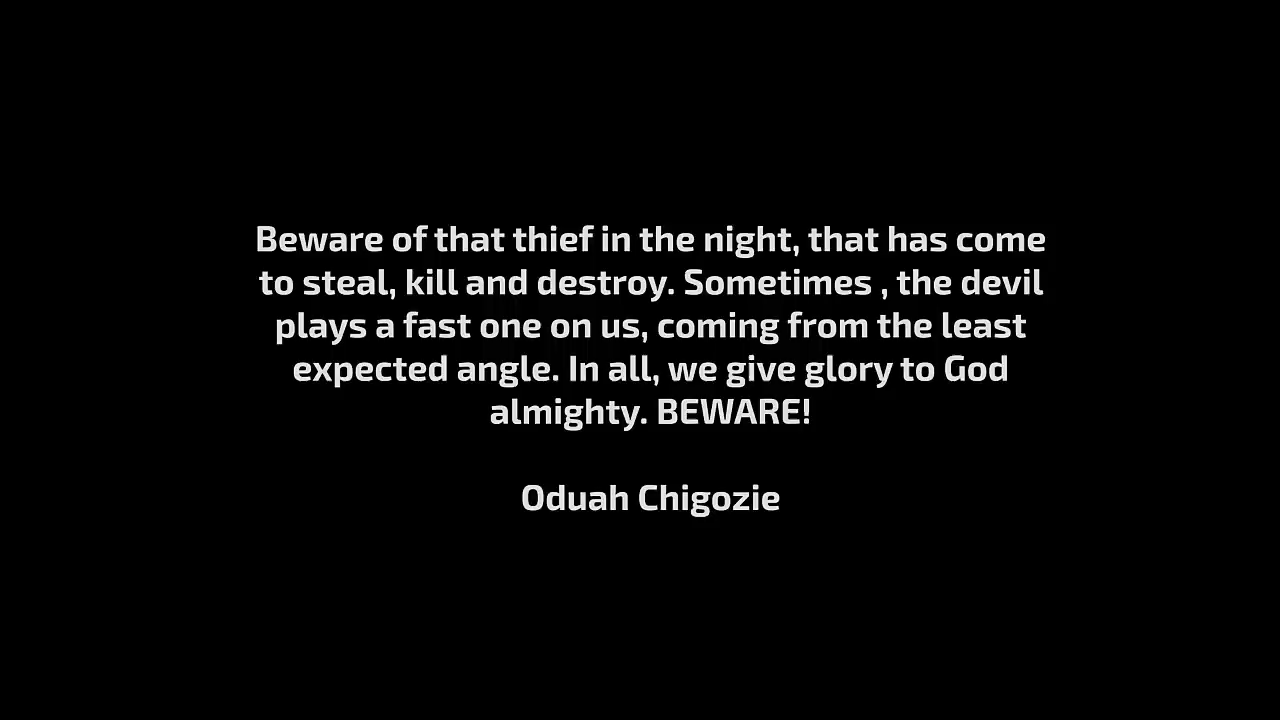 Beware of that thief in the night, that has come
to steal, kill and destroy. Sometimes , the devil
plays a fast one on us, coming from the least
expected angle. In all, we give glory to God
almighty. BEWARE!
Oduah Chigozie